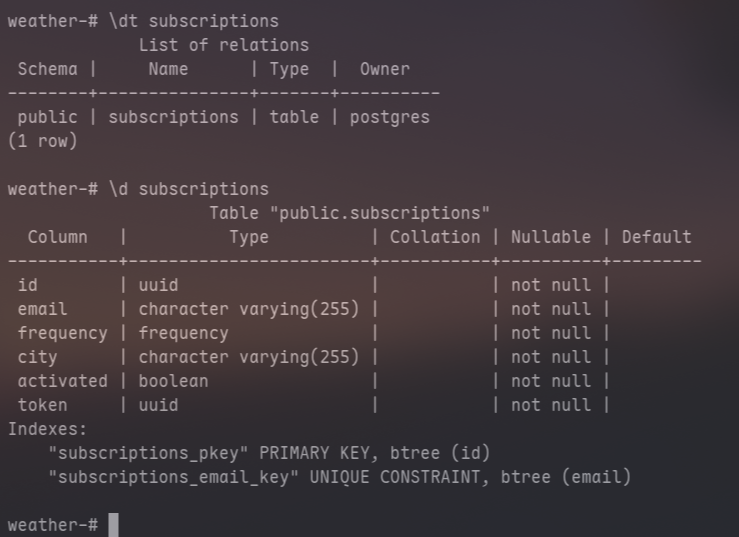 weather-# \dt subscriptions
             List of relations
 Schema |     Name      | Type  |  Owner
--------+---------------+-------+----------
 public | subscriptions | table | postgres
(1 row)

weather-# \d subscriptions
                    Table "public.subscriptions"
  Column   |          Type          | Collation | Nullable | Default
-----------+------------------------+-----------+----------+---------
 id        | uuid                   |           | not null |
 email     | character varying(255) |           | not null |
 frequency | frequency              |           | not null |
 city      | character varying(255) |           | not null |
 activated | boolean                |           | not null |
 token     | uuid                   |           | not null |
Indexes:
    "subscriptions_pkey" PRIMARY KEY, btree (id)
    "subscriptions_email_key" UNIQUE CONSTRAINT, btree (email)

weather-#